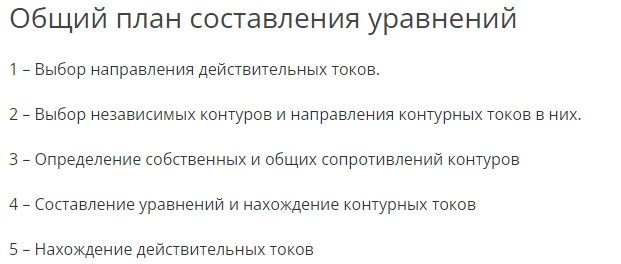 Общий план составления уравнений
1 – Выбор направления действительных токов.
2 – Выбор независимых контуров и направления контурных токов в них.
3 – Определение собственных и общих сопротивлений контуров
4 – Составление уравнений и нахождение контурных токов
5 – Нахождение действительных токов